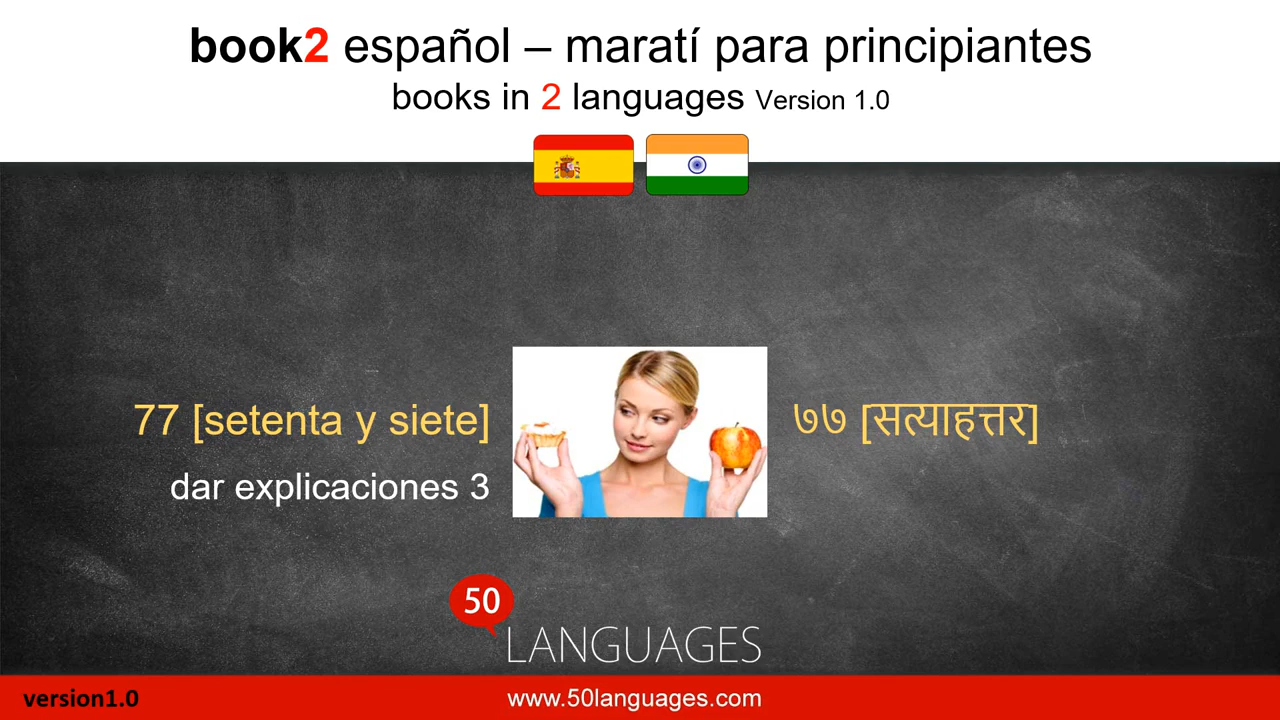 book2 español – maratí para principiantes
books in 2 languages Version 1.0
77 [setenta y siete]
dar explicaciones 3
७७ [सत्याहत्तर]
50
LANGUAGES
version1.0
www.50languages.com